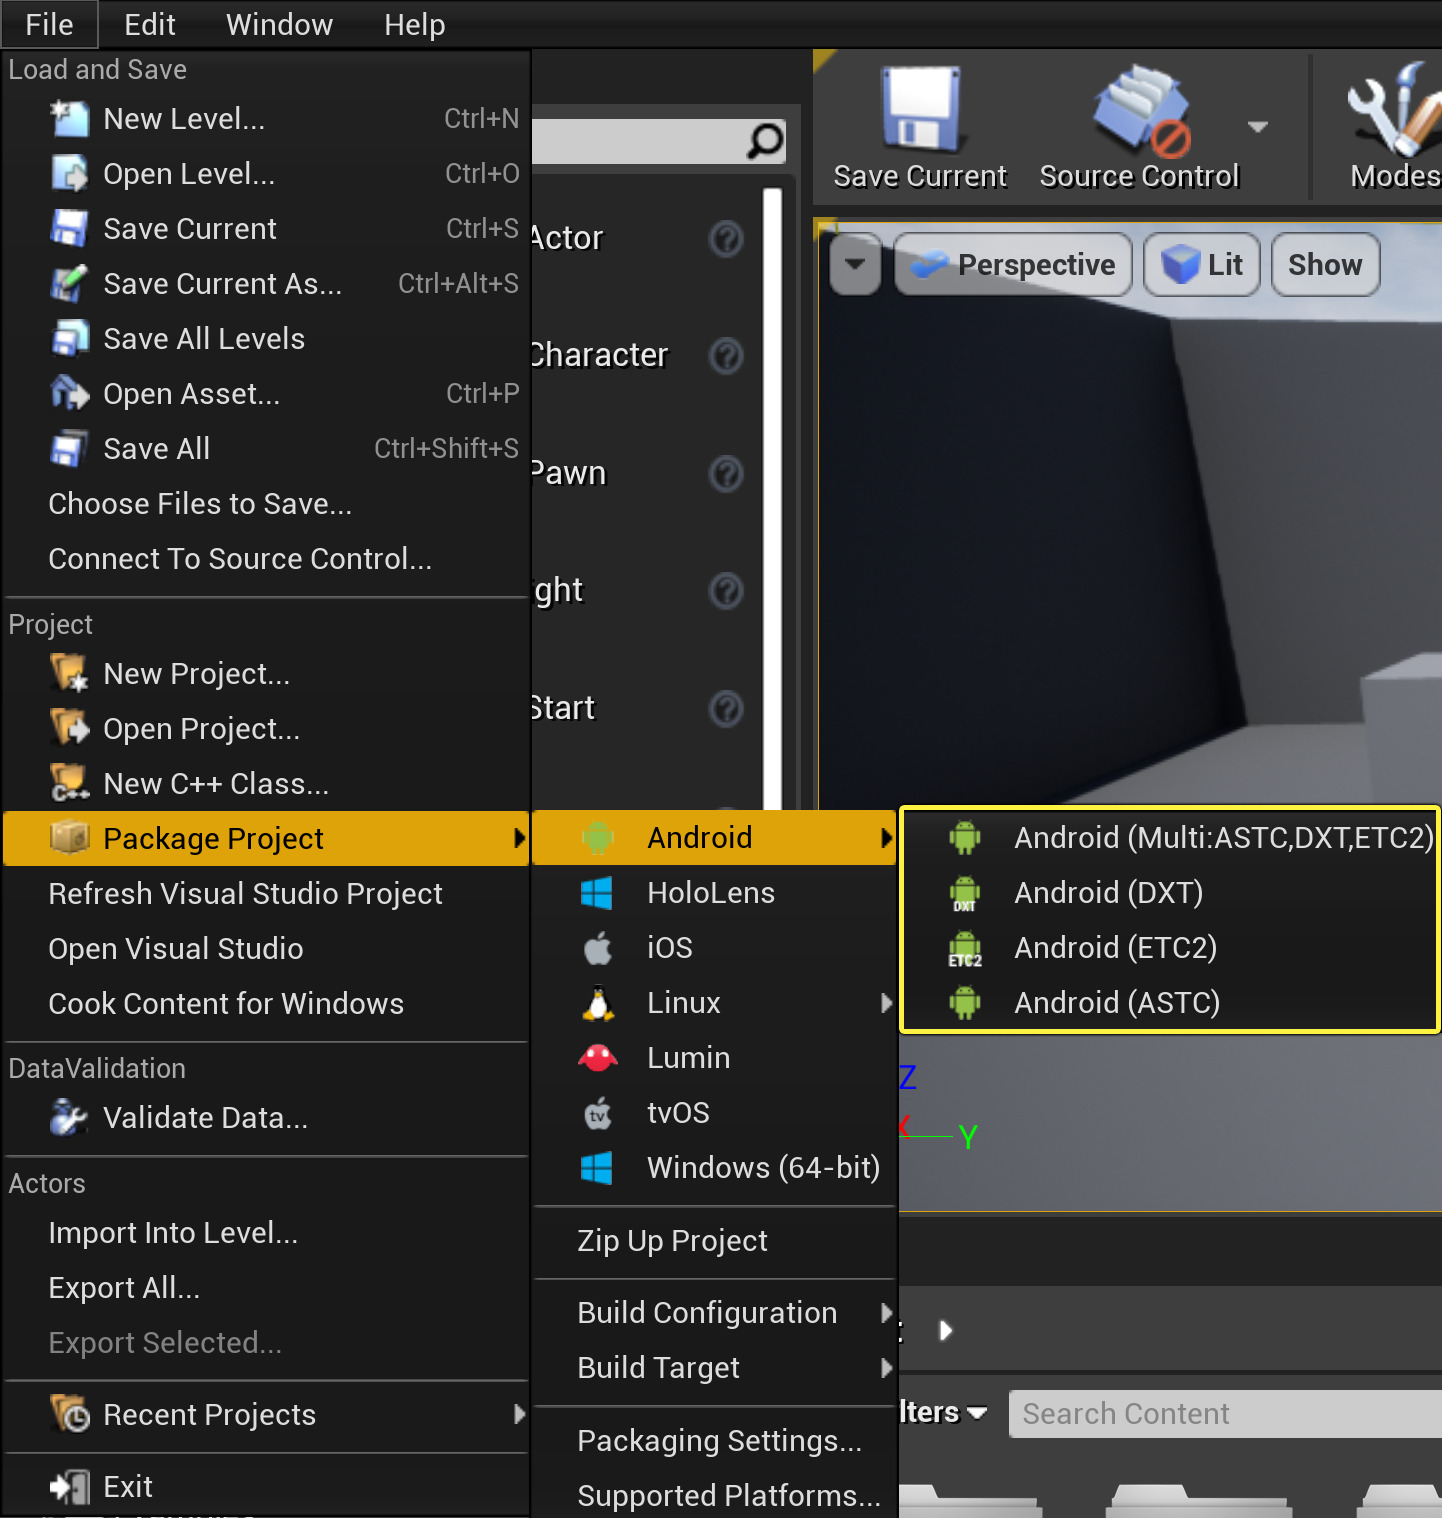 File Edit Window Help
Load and Save
New Level... Ctrl+N
Open Level... Ctrl+O
Save Current Ctrl+S
Save Current As... Ctrl+Alt+S
Save All Levels
Open Asset... Ctrl+P
Save All Ctrl+Shift+S
Choose Files to Save...
Connect To Source Control...
Project
New Project...
Open Project...
C++ New C++ Class...
Package Project
Refresh Visual Studio Project
Open Visual Studio
Cook Content for Windows
DataValidation
Validate Data...
Actors
Import Into Level...
Export All...
Export Selected...
Recent Projects
Exit
Actor
Character
Pawn
ght
Start
Android
HoloLens
iOS
Linux
Lumin
tv tvOS
Windows (64-bit)
Zip Up Project
Build Configuration
Build Target
Packaging Settings...
Supported Platforms...
Save Current Source Control Modes
Perspective Lit Show
Android (Multi:ASTC,DXT,ETC2)
DXT Android (DXT)
ETC2 Android (ETC2)
Android (ASTC)
Z
X
Y
lters Search Content